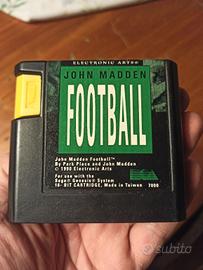 ELECTRONIC ARTS®
JOHN MADDEN
FOOTBALL
John Madden Football™
By Park Place and John Madden
© 1990 Electronic Arts
For use with the
Sega® Genesis® System
16-BIT CARTRIDGE, Made in Taiwan 7000
EA
subito